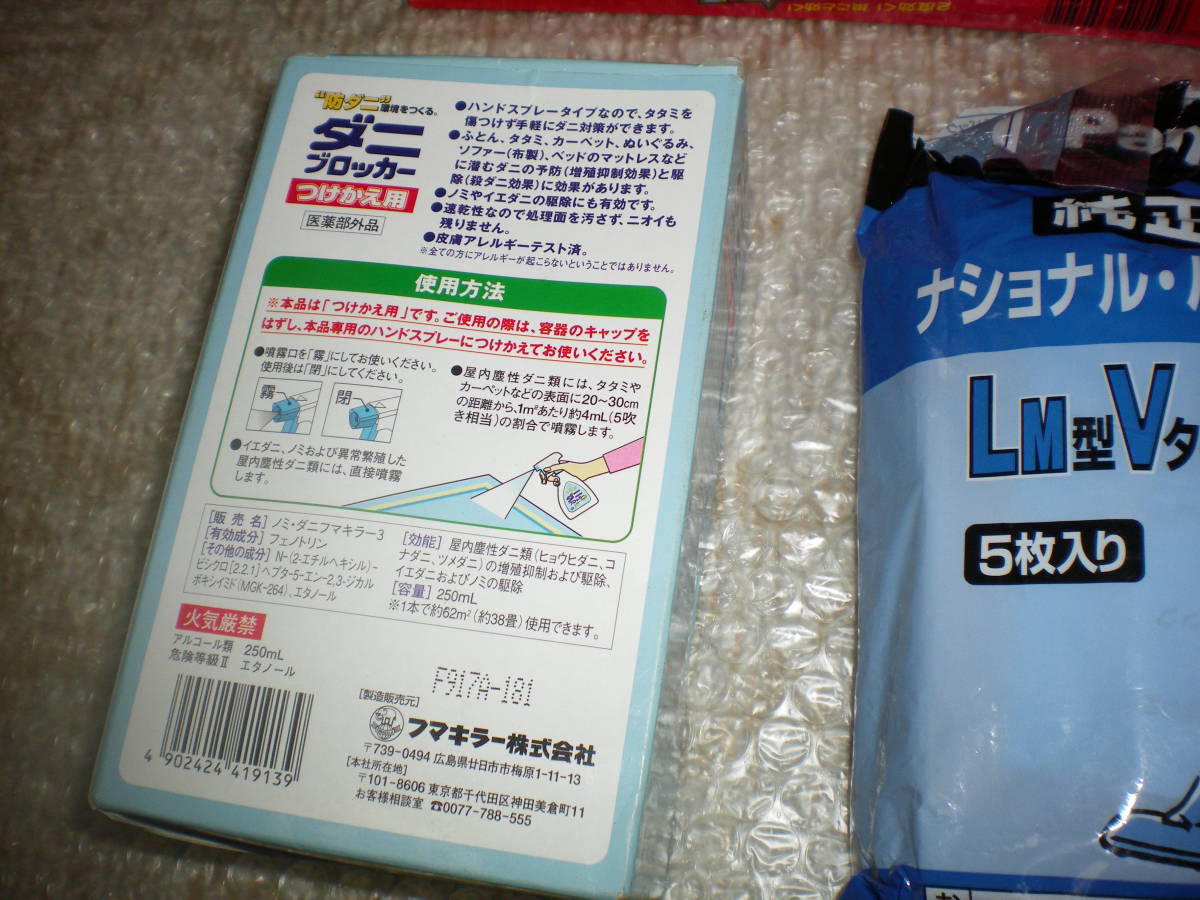 "防ダニ"環境をつくる。
ダニ
ブロッカー
つけかえ用
医薬部外品
●ハンドスプレータイプなので、タタミを
傷つけず手軽にダニ対策ができます。
●ふとん、タタミ、カーペット、ぬいぐるみ、
ソファー(布製)、ベッドのマットレスなど
に潜むダニの予防(増殖抑制効果)と駆
除(殺ダニ効果)に効果があります。
●ノミやイエダニの駆除にも有効です。
●速乾性なので処理面を汚さず、ニオイも
残りません。
●皮膚アレルギーテスト済。
※全ての方にアレルギーが起こらないということではありません。
使用方法
※本品は「つけかえ用」です。ご使用の際は、容器のキャップを
はずし、本品専用のハンドスプレーにつけかえてお使いください。
●噴霧口を「霧」にしてお使いください。
使用後は「閉」にしてください。
霧
閉
●イエダニ、ノミおよび異常繁殖した
屋内塵性ダニ類には、直接噴霧
します。
●屋内塵性ダニ類には、タタミや
カーペットなどの表面に20~30cm
の距離から、1m²あたり約4mL(5吹
き相当)の割合で噴霧します。
[販売名]ノミ・ダニフマキラー3
[有効成分]フェノトリン
[その他の成分]N-(2-エチルヘキシル)-
ビシクロ[2.2.1]ヘプタ-5-エン-2,3-ジカル
ボキシイミド(MGK-264)、エタノール
[効能]屋内塵性ダニ類(ヒョウヒダニ、コ
ナダニ、ツメダニ)の増殖抑制および駆除、
イエダニおよびノミの駆除
[容量]250mL
※1本で約62m²(約38畳)使用できます。
火気厳禁
アルコール類 250mL
危険等級Ⅱ エタノール
4 902424 419139
F917A-181
[製造販売元]
フマキラー株式会社
〒739-0494 広島県廿日市市梅原1-11-13
[本社所在地]
〒101-8606 東京都千代田区神田美倉町11
お客様相談室 ☎0077-788-555
純正
ナショナル・
LM型Vタ
5枚入り